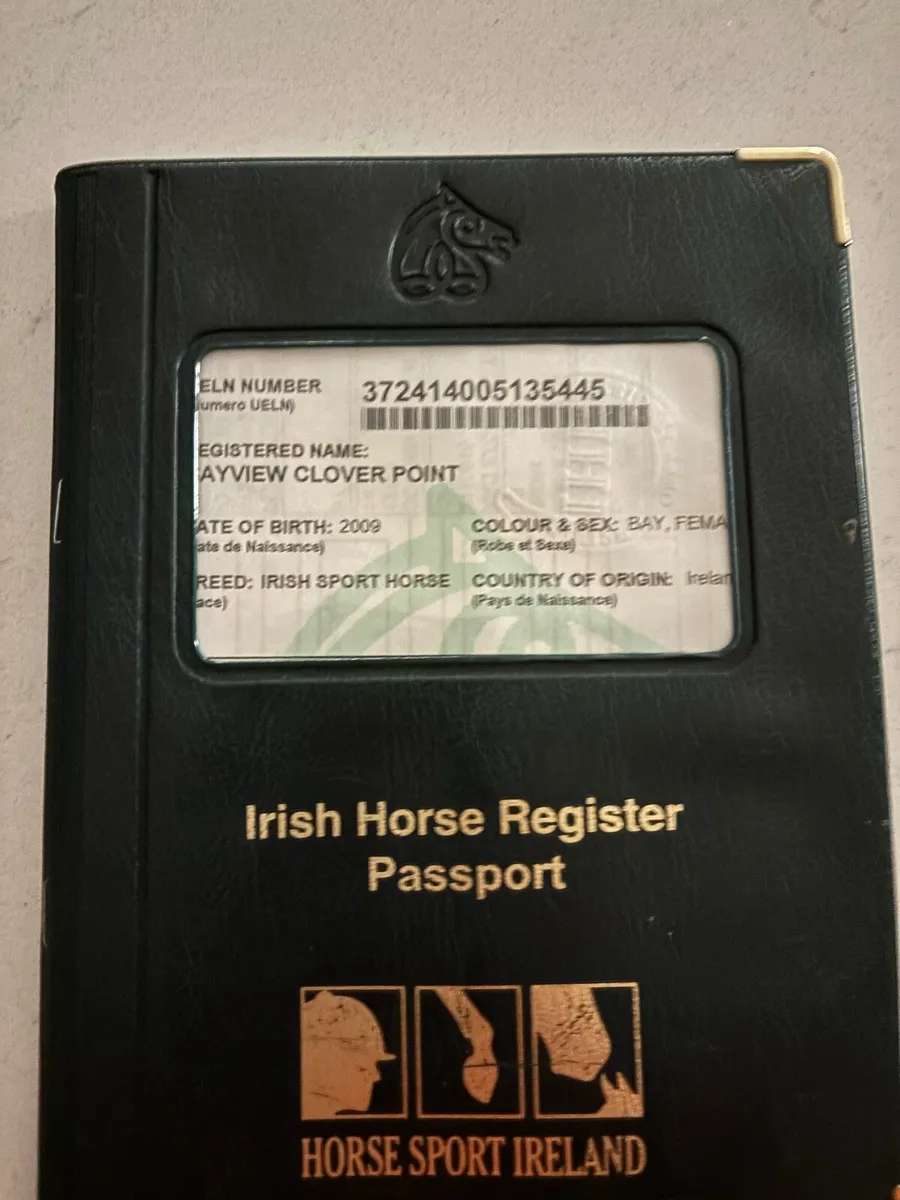 ELN NUMBER 372414005135445
umero UELN)
EGISTERED NAME:
AYVIEW CLOVER POINT
ATE OF BIRTH: 2009 COLOUR & SEX: BAY, FEMA
ate de Naissance) (Robe et Sexe)
REED: IRISH SPORT HORSE COUNTRY OF ORIGIN: Irelan
ace) (Pays de Naissance)
Irish Horse Register
Passport
HORSE SPORT IRELAND